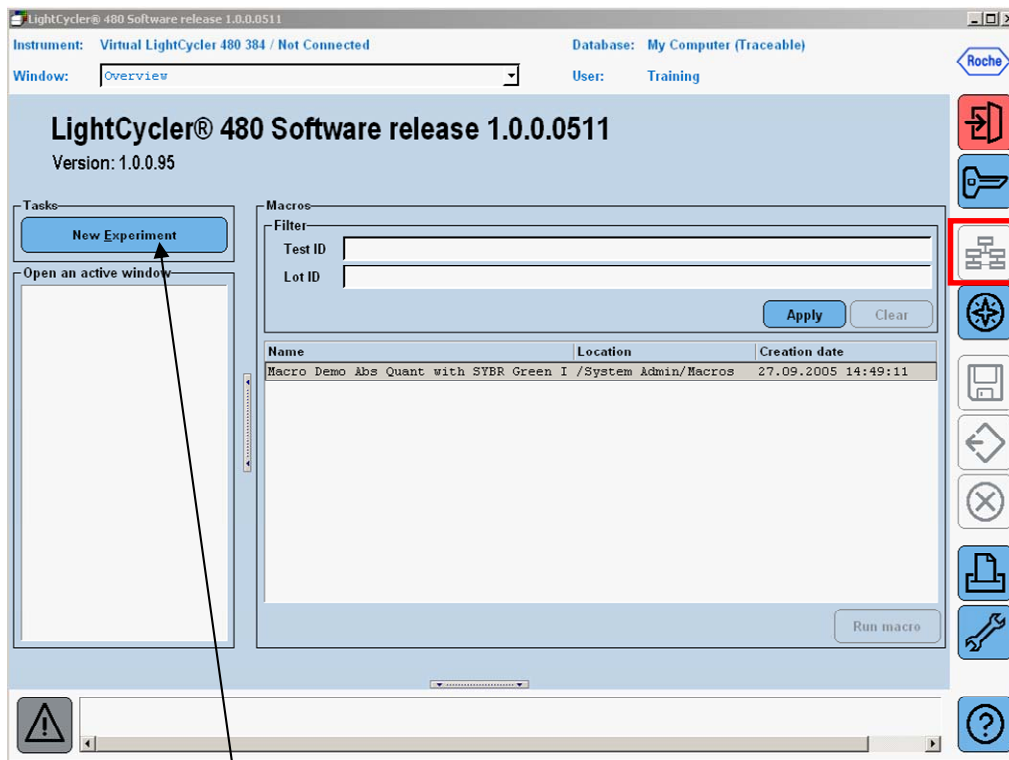 LightCycler® 480 Software release 1.0.0.0511
Instrument: Virtual LightCycler 480 384 / Not Connected Database: My Computer (Traceable)
Window: Overview User: Training
Roche
LightCycler® 480 Software release 1.0.0.0511
Version: 1.0.0.95
Tasks
New Experiment
Open an active window
Macros
Filter
Test ID
Lot ID
Apply Clear
Name Location Creation date
Macro Demo Abs Quant with SYBR Green I /System Admin/Macros 27.09.2005 14:49:11
Run macro